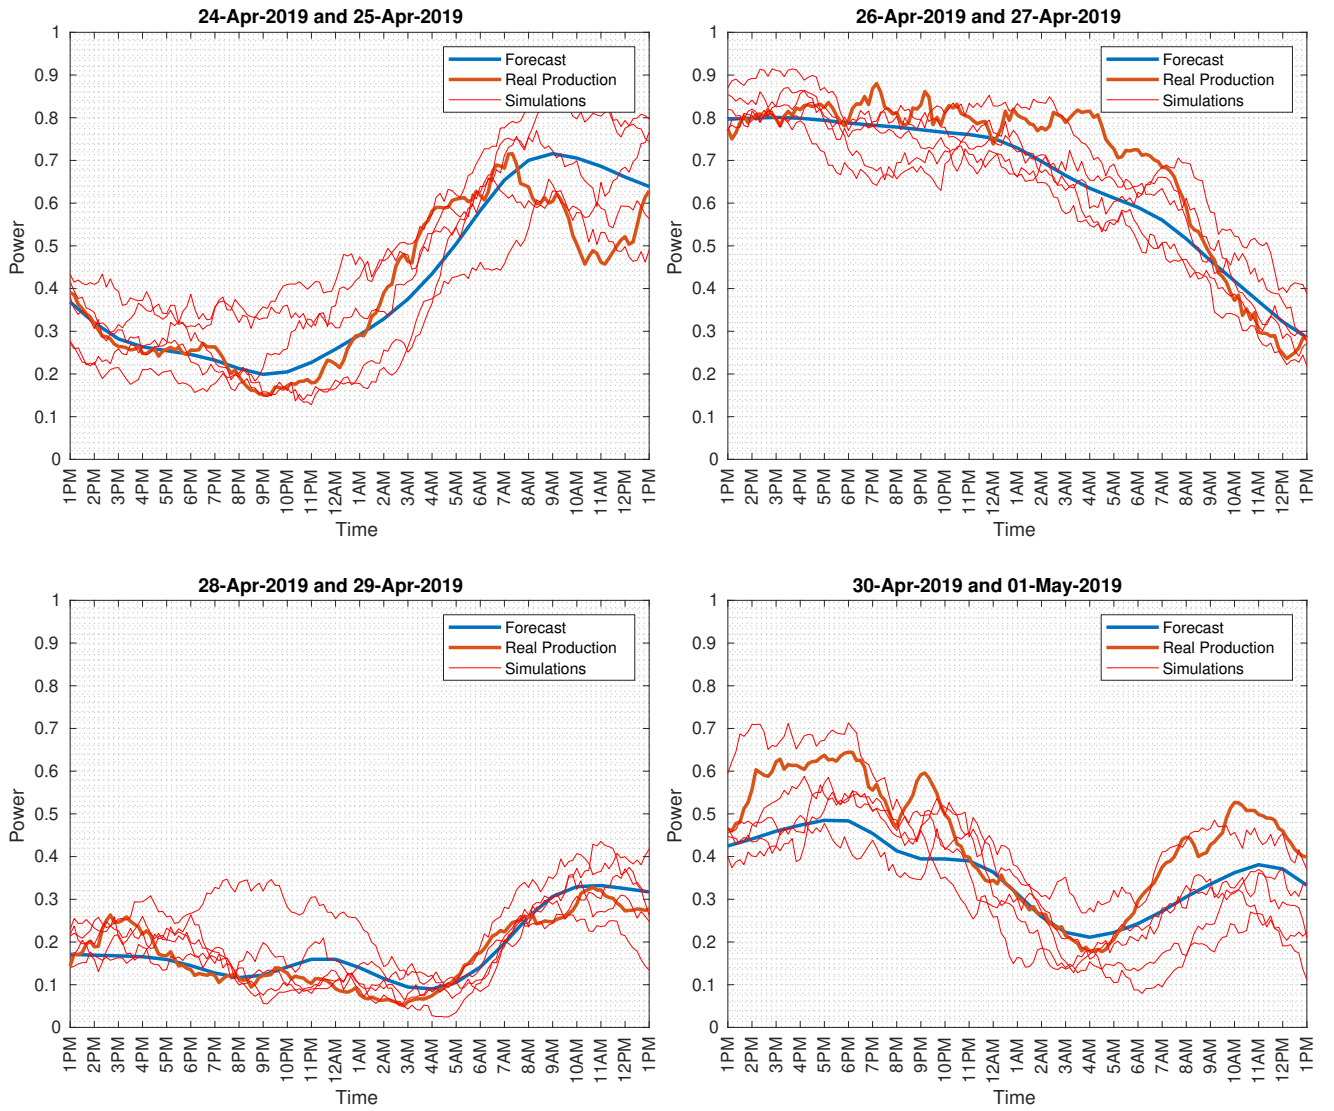 24-Apr-2019 and 25-Apr-2019
Forecast
Real Production
Simulations
Power
1
0.9
0.8
0.7
0.6
0.5
0.4
0.3
0.2
0.1
0
1PM 2PM 3PM 4PM 5PM 6PM 7PM 8PM 9PM 10PM 11PM 12AM 1AM 2AM 3AM 4AM 5AM 6AM 7AM 8AM 9AM 10AM 11AM 12PM 1PM
Time
26-Apr-2019 and 27-Apr-2019
Forecast
Real Production
Simulations
Power
1
0.9
0.8
0.7
0.6
0.5
0.4
0.3
0.2
0.1
0
1PM 2PM 3PM 4PM 5PM 6PM 7PM 8PM 9PM 10PM 11PM 12AM 1AM 2AM 3AM 4AM 5AM 6AM 7AM 8AM 9AM 10AM 11AM 12PM 1PM
Time
28-Apr-2019 and 29-Apr-2019
Forecast
Real Production
Simulations
Power
1
0.9
0.8
0.7
0.6
0.5
0.4
0.3
0.2
0.1
0
1PM 2PM 3PM 4PM 5PM 6PM 7PM 8PM 9PM 10PM 11PM 12AM 1AM 2AM 3AM 4AM 5AM 6AM 7AM 8AM 9AM 10AM 11AM 12PM 1PM
Time
30-Apr-2019 and 01-May-2019
Forecast
Real Production
Simulations
Power
1
0.9
0.8
0.7
0.6
0.5
0.4
0.3
0.2
0.1
0
1PM 2PM 3PM 4PM 5PM 6PM 7PM 8PM 9PM 10PM 11PM 12AM 1AM 2AM 3AM 4AM 5AM 6AM 7AM 8AM 9AM 10AM 11AM 12PM 1PM
Time